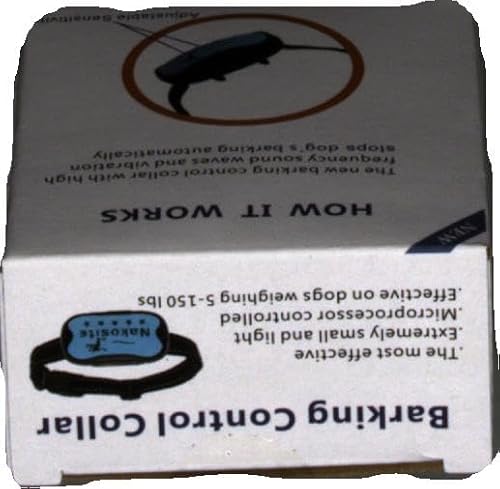 Barking Control Collar
.The most effective
.Extremely small and light
.Microprocessor controlled
.Effective on dogs weighing 5-150 lbs
Nakosite
NEW
HOW IT WORKS
The new barking control collar with high
frequency sound waves and vibration
stops dog's barking automatically
Adjustable Sensitivi